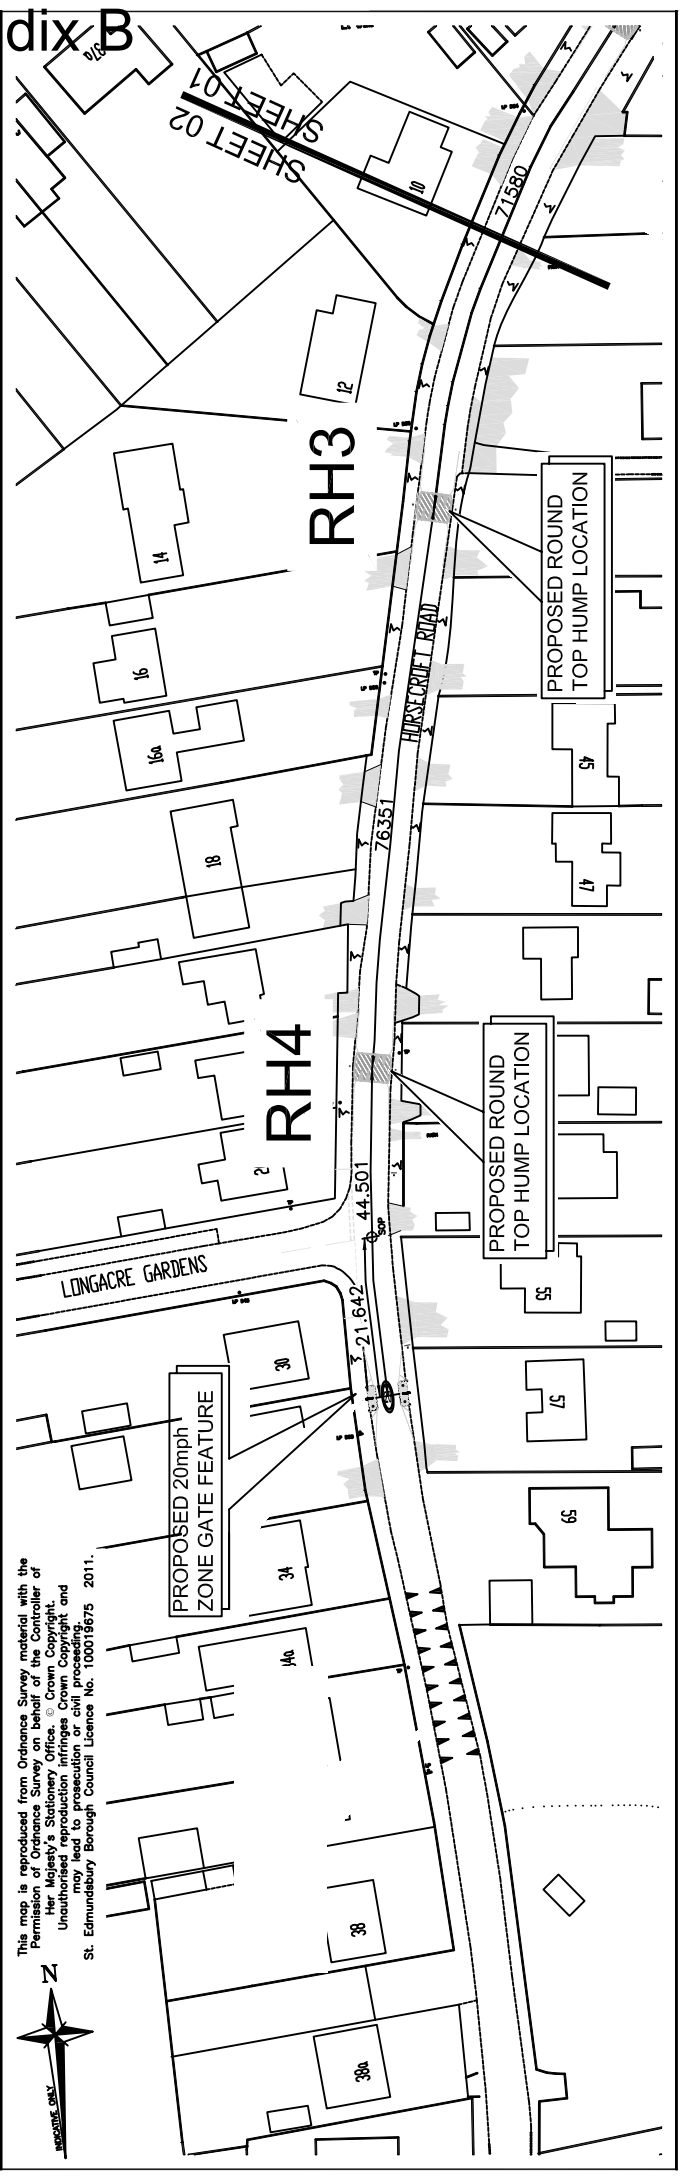 dix B
37a
SHEET 01
SHEET 02
10
71580
12
RH3
PROPOSED ROUND
TOP HUMP LOCATION
14
HORSECROFT ROAD
16
16a
45
76351
18
47
RH4
PROPOSED ROUND
TOP HUMP LOCATION
44.501
SOP
LONGACRE GARDENS
21.642
55
30
57
PROPOSED 20mph
ZONE GATE FEATURE
59
34
38
38a
This map is reproduced from Ordnance Survey material with the
Permission of Ordnance Survey on behalf of the Controller of
Her Majesty's Stationery Office. © Crown Copyright.
Unauthorised reproduction infringes Crown Copyright and
may lead to prosecution or civil proceeding.
St. Edmundsbury Borough Council Licence No. 100019675 2011.
N
INDICATIVE ONLY